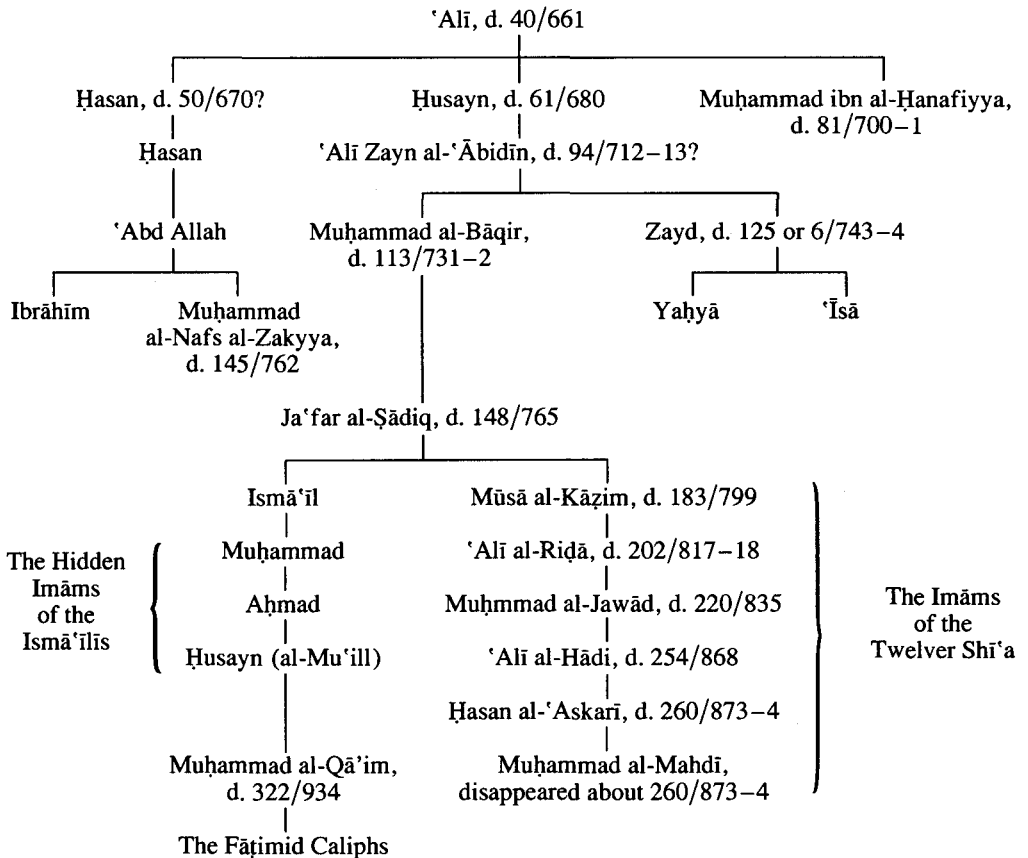 ʿAlī, d. 40/661
Ḥasan, d. 50/670?
Ḥusayn, d. 61/680
Muḥammad ibn al-Ḥanafiyya,
d. 81/700–1
Ḥasan
ʿAlī Zayn al-ʿĀbidīn, d. 94/712–13?
ʿAbd Allah
Muḥammad al-Bāqir,
d. 113/731–2
Zayd, d. 125 or 6/743–4
Ibrāhīm
Muḥammad
al-Nafs al-Zakyya,
d. 145/762
Yaḥyā
ʿĪsā
Jaʿfar al-Ṣādiq, d. 148/765
Ismāʿīl
Muḥammad
Aḥmad
Ḥusayn (al-Muʿill)
Muḥammad al-Qāʾim,
d. 322/934
The Fāṭimid Caliphs
The Hidden
Imāms
of the
Ismāʿīlīs
Mūsā al-Kāẓim, d. 183/799
ʿAlī al-Riḍā, d. 202/817–18
Muḥmmad al-Jawād, d. 220/835
ʿAlī al-Hādi, d. 254/868
Ḥasan al-ʿAskarī, d. 260/873–4
Muḥammad al-Mahdī,
disappeared about 260/873–4
The Imāms
of the
Twelver Shīʿa